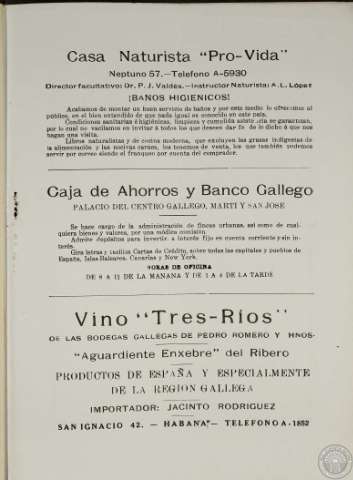 Casa Naturista "Pro-Vida"
Neptuno 57.—Telefono A-5930
Director facultativo: Dr. P. J. Valdés.—Instructor Naturista: A. L. López
¡BANOS HIGIENICOS!
Acabamos de montar un buen servicio de baños y por este medio lo ofrecemos al
público, en el bien entendido de que nada igual es conocido en este país.
Condiciones sanitarias é higiénicas, limpieza y cumplida asistencia se garantizan,
por lo cual no vacilamos en invitar á todos los que deseen dar fe de lo dicho á que nos
hagan una visita.
Libros naturalistas y de cocina moderna, que excluyen las grasas indigestas de
la alimentación y las nocivas carnes, los tenemos de venta, los que también podemos
servir por correo siendo el franqueo por cuenta del comprador.
Caja de Ahorros y Banco Gallego
PALACIO DEL CENTRO GALLEGO, MARTI Y SAN JOSE
Se hace cargo de la administración de fincas urbanas, así como de cual-
quiera bienes y valores, por una módica comisión.
Admite depósitos para invertir a interés fijo en cuenta corriente y sin in-
terés.
Gira letras y facilita Cartas de Crédito, sobre todas las capitales y pueblos de
España, Islas Baleares, Canarias y New York.
HORAS DE OFICINA
DE 8 A 11 DE LA MAÑANA Y DE 1 A 4 DE LA TARDE
Vino "Tres-Ríos"
DE LAS BODEGAS GALLEGAS DE PEDRO ROMERO Y HNOS.
"Aguardiente Enxebre" del Ribero
PRODUCTOS DE ESPAÑA Y ESPECIALMENTE
DE LA REGION GALLEGA
IMPORTADOR: JACINTO RODRIGUEZ
SAN IGNACIO 42. — HABANA — TELEFONO A-1852